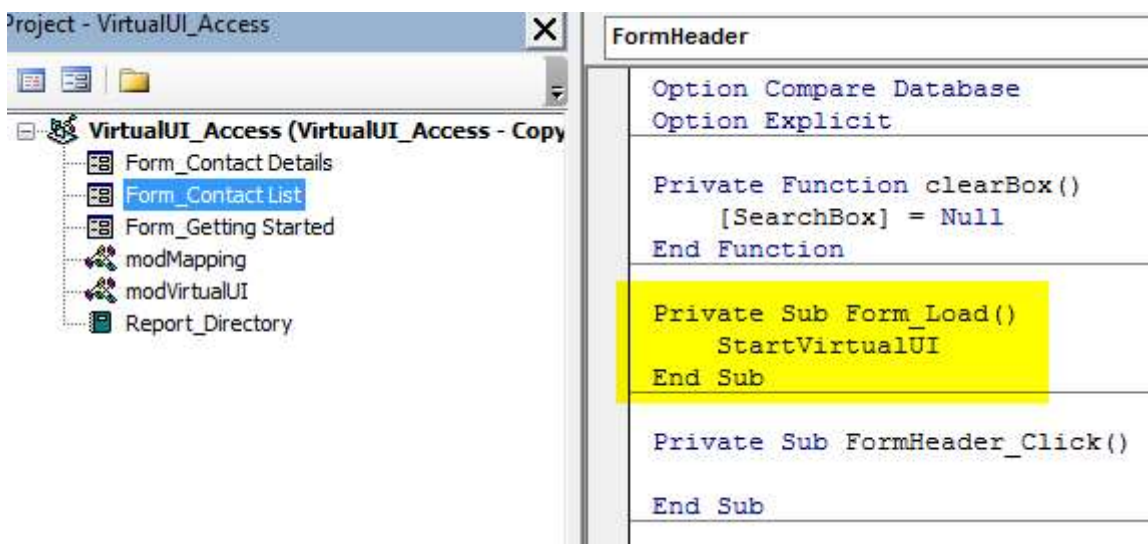 Project - VirtualUI_Access
VirtualUI_Access (VirtualUI_Access - Copy
Form_Contact Details
Form_Contact List
Form_Getting Started
modMapping
modVirtualUI
Report_Directory
FormHeader
Option Compare Database
Option Explicit
Private Function clearBox()
[SearchBox] = Null
End Function
Private Sub Form_Load()
StartVirtualUI
End Sub
Private Sub FormHeader_Click()
End Sub